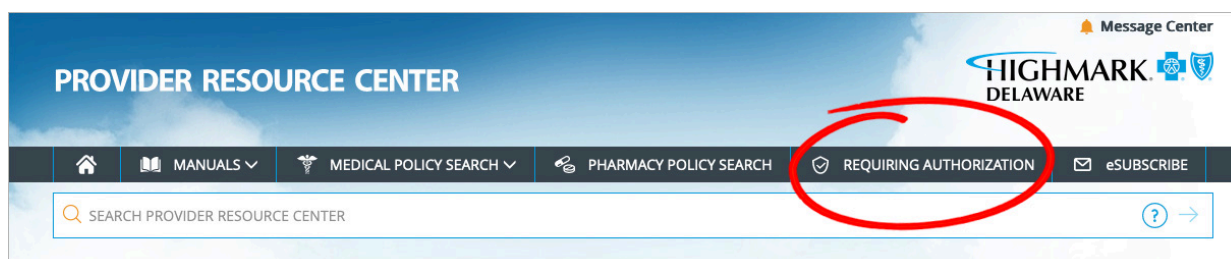 Message Center
PROVIDER RESOURCE CENTER
HIGHMARK.
DELAWARE
MANUALS MEDICAL POLICY SEARCH PHARMACY POLICY SEARCH REQUIRING AUTHORIZATION eSUBSCRIBE
SEARCH PROVIDER RESOURCE CENTER ?